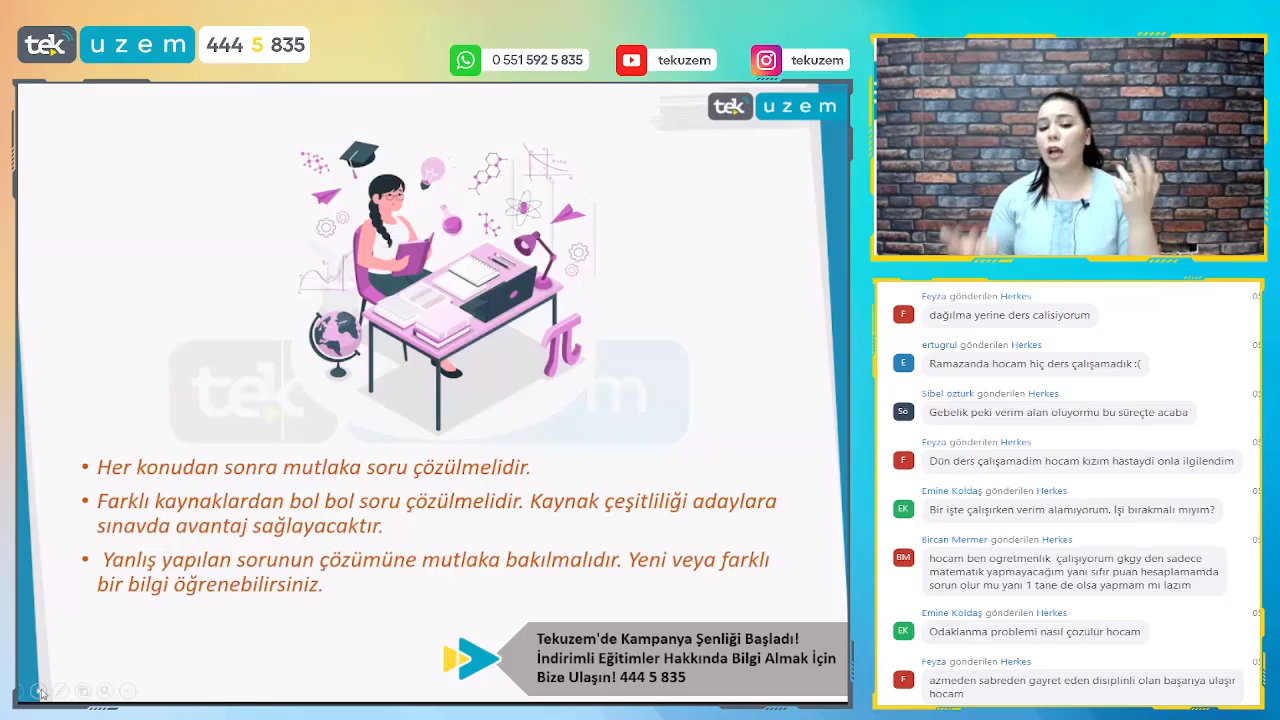 tek uzem 444 5 835
0 551 592 5 835
tekuzem
tekuzem
tek uzem
π
tek m
• Her konudan sonra mutlaka soru çözülmelidir.
• Farklı kaynaklardan bol bol soru çözülmelidir. Kaynak çeşitliliği adaylara
sınavda avantaj sağlayacaktır.
• Yanlış yapılan sorunun çözümüne mutlaka bakılmalıdır. Yeni veya farklı
bir bilgi öğrenebilirsiniz.
Tekuzem'de Kampanya Şenliği Başladı!
İndirimli Eğitimler Hakkında Bilgi Almak İçin
Bize Ulaşın! 444 5 835
Feyza gönderilen Herkes
F
dağılma yerine ders calisiyorum
ertugrul gönderilen Herkes
E
Ramazanda hocam hiç ders çalışamadık :(
Sibel ozturk gönderilen Herkes
Sö
Gebelik peki verim alan oluyormu bu süreçte acaba
Feyza gönderilen Herkes
F
Dün ders çalışamadim hocam kızım hastaydi onla ilgilendim
Emine Koldaş gönderilen Herkes
EK
Bir işte çalışırken verim alamıyorum. Işi bırakmalı mıyım?
Bircan Mermer gönderilen Herkes
BM
hocam ben ogretmenlık çalışıyorum gkgy den sadece
matematık yapmayacağım yanı sıfır puan hesaplamamda
sorun olur mu yanı 1 tane de olsa yapmam mı lazım
Emine Koldaş gönderilen Herkes
EK
Odaklanma problemi nasıl çözülür hocam
Feyza gönderilen Herkes
F
azmeden sabreden gayret eden disiplinli olan başarıya ulaşır
hocam